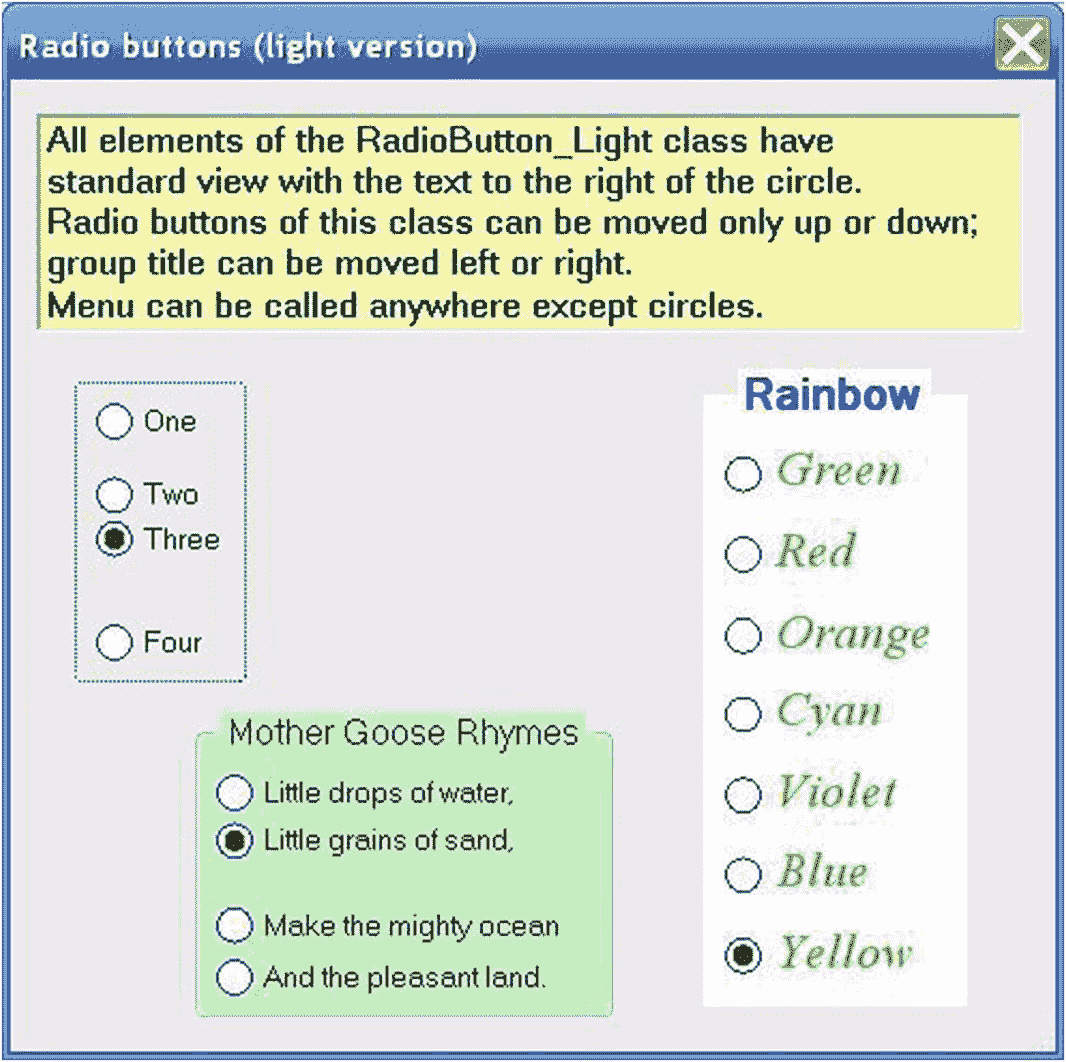 Radio buttons (light version)
All elements of the RadioButton_Light class have
standard view with the text to the right of the circle.
Radio buttons of this class can be moved only up or down;
group title can be moved left or right.
Menu can be called anywhere except circles.
One
Two
Three
Four
Mother Goose Rhymes
Little drops of water,
Little grains of sand,
Make the mighty ocean
And the pleasant land.
Rainbow
Green
Red
Orange
Cyan
Violet
Blue
Yellow